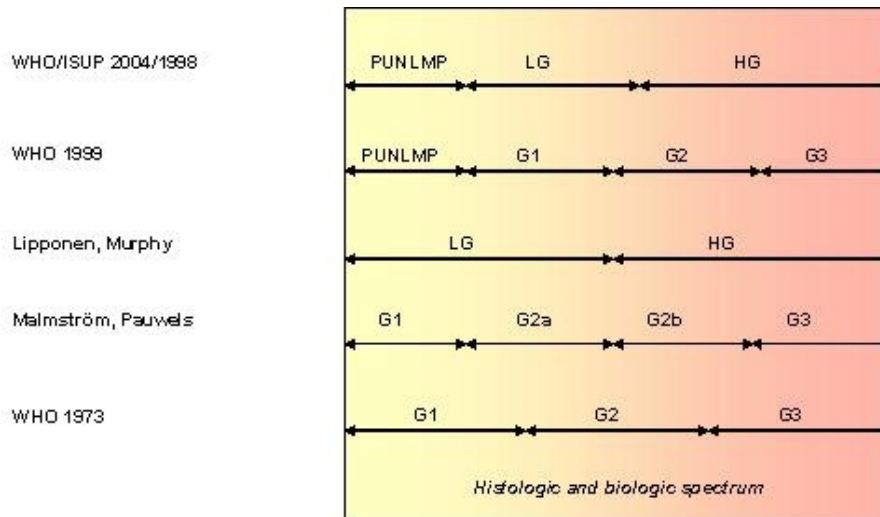 WHO/ISUP 2004/1998 PUNLMP LG HG
WHO 1999 PUNLMP G1 G2 G3
Lipponen, Murphy LG HG
Malmström, Pauwels G1 G2a G2b G3
WHO 1973 G1 G2 G3
Histologic and biologic spectrum